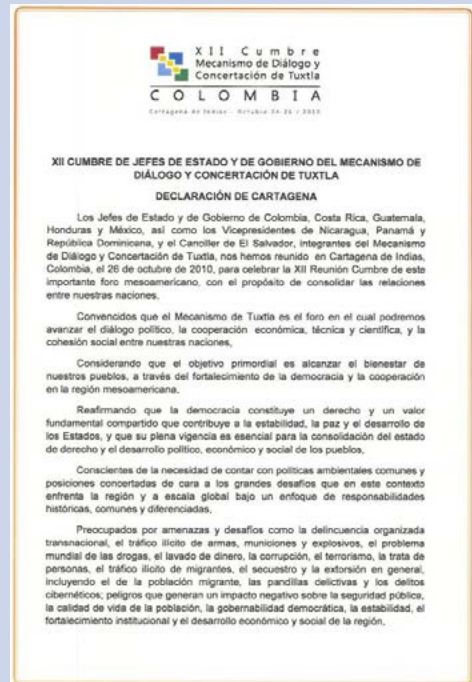 XII Cumbre
Mecanismo de Diálogo y
Concertación de Tuxtla
COLOMBIA
Cartagena de Indias - Octubre 24-26 / 2010
XII CUMBRE DE JEFES DE ESTADO Y DE GOBIERNO DEL MECANISMO DE
DIÁLOGO Y CONCERTACIÓN DE TUXTLA
DECLARACIÓN DE CARTAGENA
Los Jefes de Estado y de Gobierno de Colombia, Costa Rica, Guatemala,
Honduras y México, así como los Vicepresidentes de Nicaragua, Panamá y
República Dominicana, y el Canciller de El Salvador, integrantes del Mecanismo
de Diálogo y Concertación de Tuxtla, nos hemos reunido en Cartagena de Indias,
Colombia, el 26 de octubre de 2010, para celebrar la XII Reunión Cumbre de este
importante foro mesoamericano, con el propósito de consolidar las relaciones
entre nuestras naciones.
Convencidos que el Mecanismo de Tuxtla es el foro en el cual podremos
avanzar el diálogo político, la cooperación económica, técnica y científica, y la
cohesión social entre nuestras naciones,
Considerando que el objetivo primordial es alcanzar el bienestar de
nuestros pueblos, a través del fortalecimiento de la democracia y la cooperación
en la región mesoamericana.
Reafirmando que la democracia constituye un derecho y un valor
fundamental compartido que contribuye a la estabilidad, la paz y el desarrollo de
los Estados, y que su plena vigencia es esencial para la consolidación del estado
de derecho y el desarrollo político, económico y social de los pueblos,
Conscientes de la necesidad de contar con políticas ambientales comunes y
posiciones concertadas de cara a los grandes desafíos que en este contexto
enfrenta la región y a escala global bajo un enfoque de responsabilidades
históricas, comunes y diferenciadas,
Preocupados por amenazas y desafíos como la delincuencia organizada
transnacional, el tráfico ilícito de armas, municiones y explosivos, el problema
mundial de las drogas, el lavado de dinero, la corrupción, el terrorismo, la trata de
personas, el tráfico ilícito de migrantes, el secuestro y la extorsión en general,
incluyendo el de la población migrante, las pandillas delictivas y los delitos
cibernéticos; peligros que generan un impacto negativo sobre la seguridad pública,
la calidad de vida de la población, la gobernabilidad democrática, la estabilidad, el
fortalecimiento institucional y el desarrollo económico y social de la región,